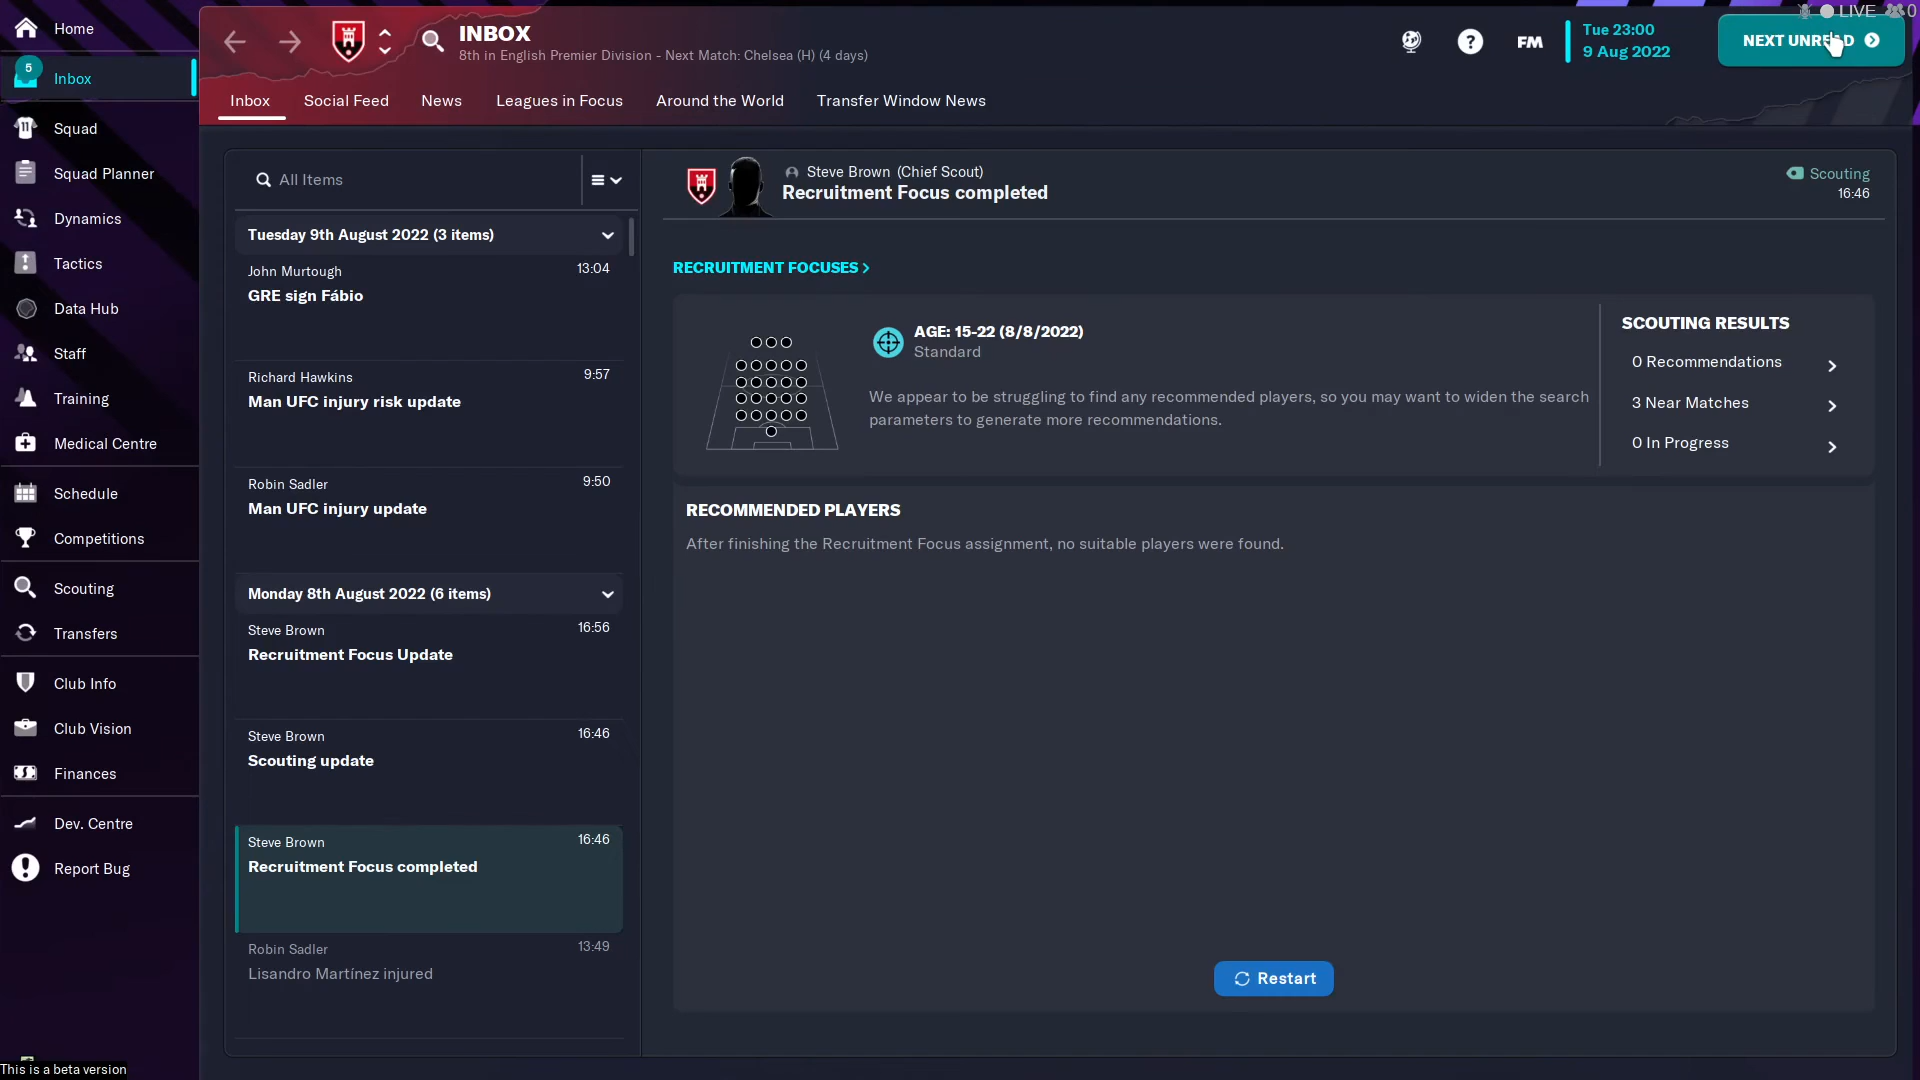 Home
5
Inbox
Squad
Squad Planner
Dynamics
Tactics
Data Hub
Staff
Training
Medical Centre
Schedule
Competitions
Scouting
Transfers
Club Info
Club Vision
Finances
Dev. Centre
Report Bug
This is a beta version
INBOX
8th in English Premier Division - Next Match: Chelsea (H) (4 days)
?
FM
Tue 23:00
9 Aug 2022
LIVE 0
NEXT UNREAD
Inbox Social Feed News Leagues in Focus Around the World Transfer Window News
All Items
Tuesday 9th August 2022 (3 items)
John Murtough 13:04
GRE sign Fábio
Richard Hawkins 9:57
Man UFC injury risk update
Robin Sadler 9:50
Man UFC injury update
Monday 8th August 2022 (6 items)
Steve Brown 16:56
Recruitment Focus Update
Steve Brown 16:46
Scouting update
Steve Brown 16:46
Recruitment Focus completed
Robin Sadler 13:49
Lisandro Martínez injured
Steve Brown (Chief Scout)
Recruitment Focus completed
Scouting
16:46
RECRUITMENT FOCUSES >
AGE: 15-22 (8/8/2022)
Standard
We appear to be struggling to find any recommended players, so you may want to widen the search
parameters to generate more recommendations.
SCOUTING RESULTS
0 Recommendations
3 Near Matches
0 In Progress
RECOMMENDED PLAYERS
After finishing the Recruitment Focus assignment, no suitable players were found.
Restart